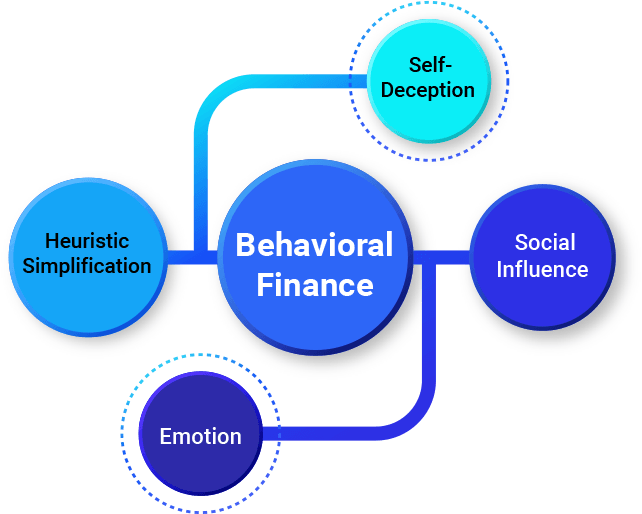 Self-
Deception
Heuristic
Simplification
Behavioral
Finance
Social
Influence
Emotion